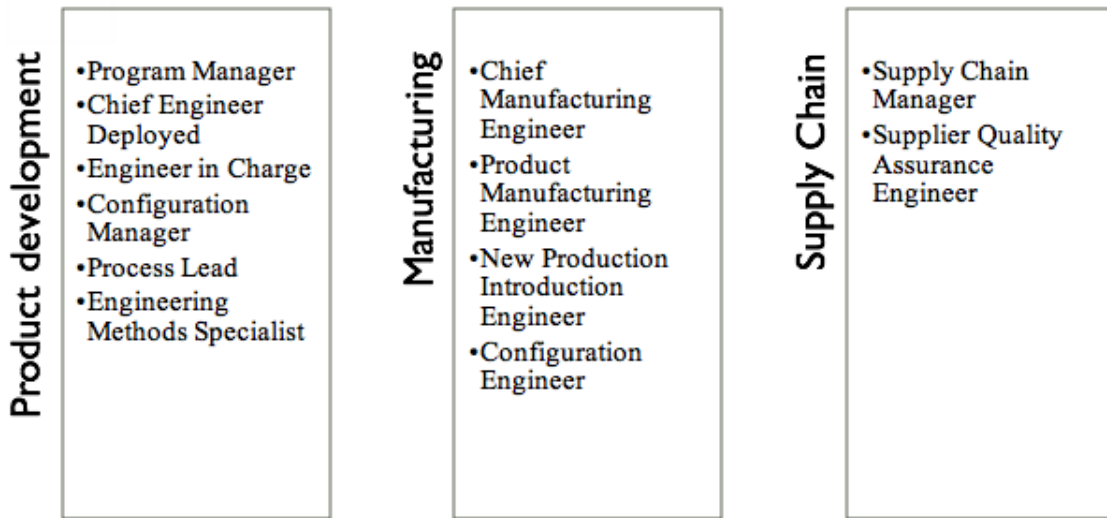 Product development
•Program Manager
•Chief Engineer
Deployed
•Engineer in Charge
•Configuration
Manager
•Process Lead
•Engineering
Methods Specialist
Manufacturing
•Chief
Manufacturing
Engineer
•Product
Manufacturing
Engineer
•New Production
Introduction
Engineer
•Configuration
Engineer
Supply Chain
•Supply Chain
Manager
•Supplier Quality
Assurance
Engineer